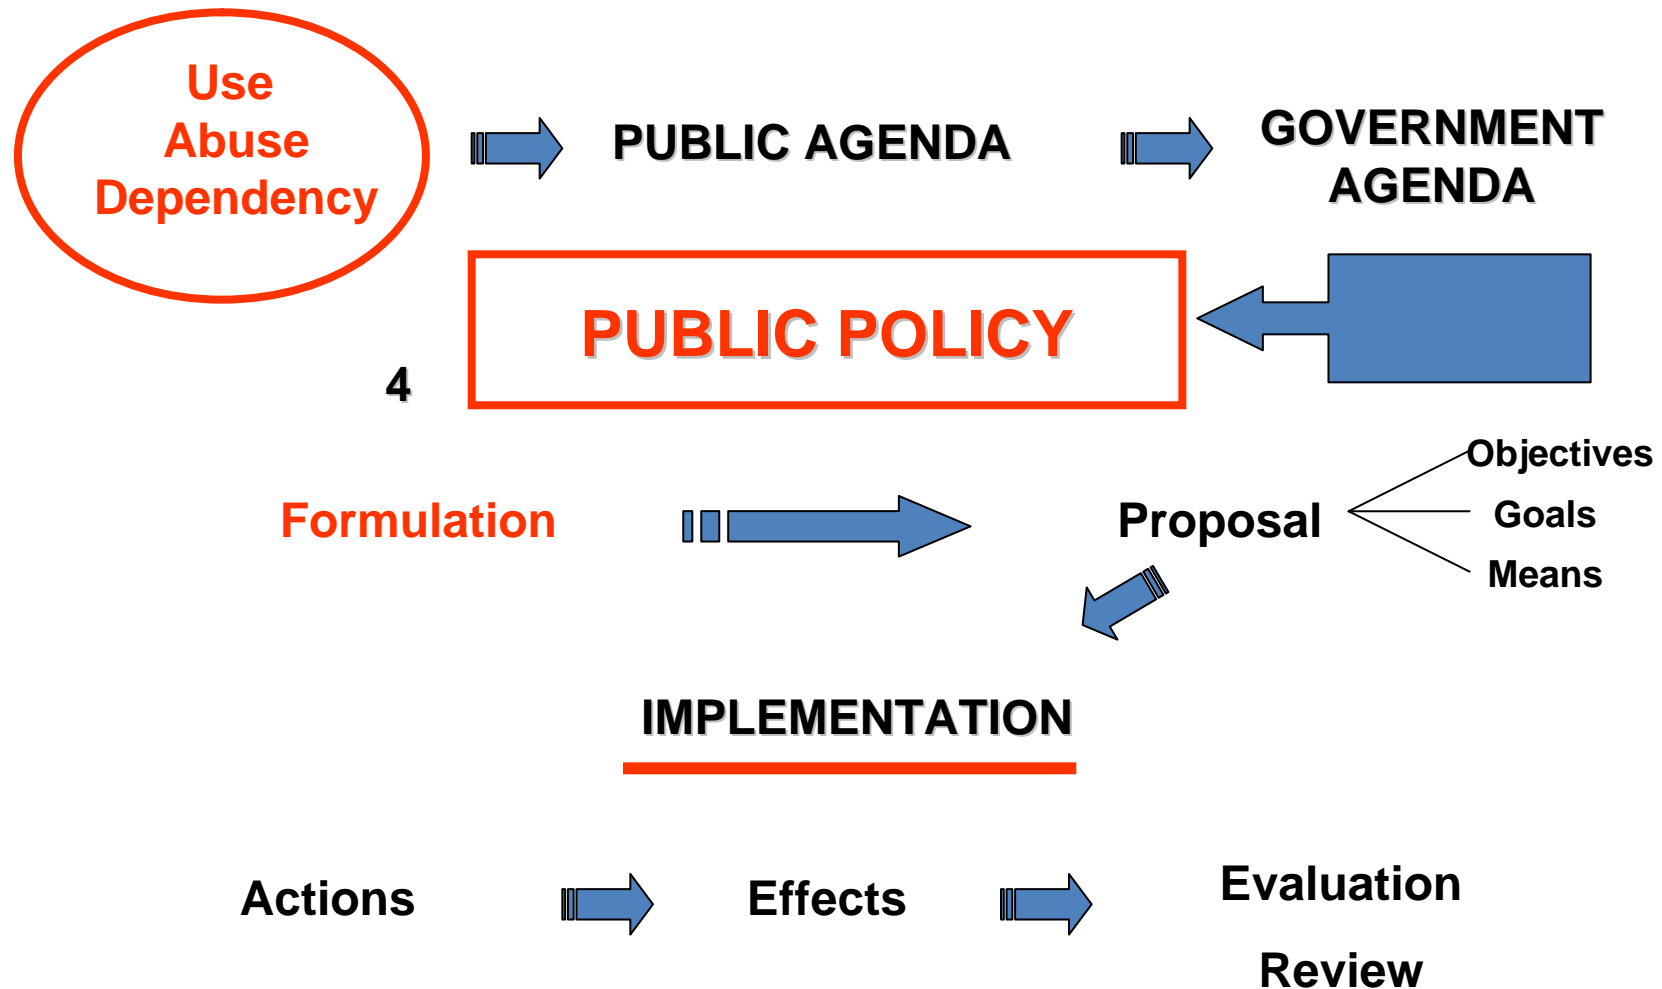 Use
Abuse
Dependency
PUBLIC AGENDA
GOVERNMENT
AGENDA
PUBLIC POLICY
4
Formulation
Proposal
Objectives
Goals
Means
IMPLEMENTATION
Actions
Effects
Evaluation
Review